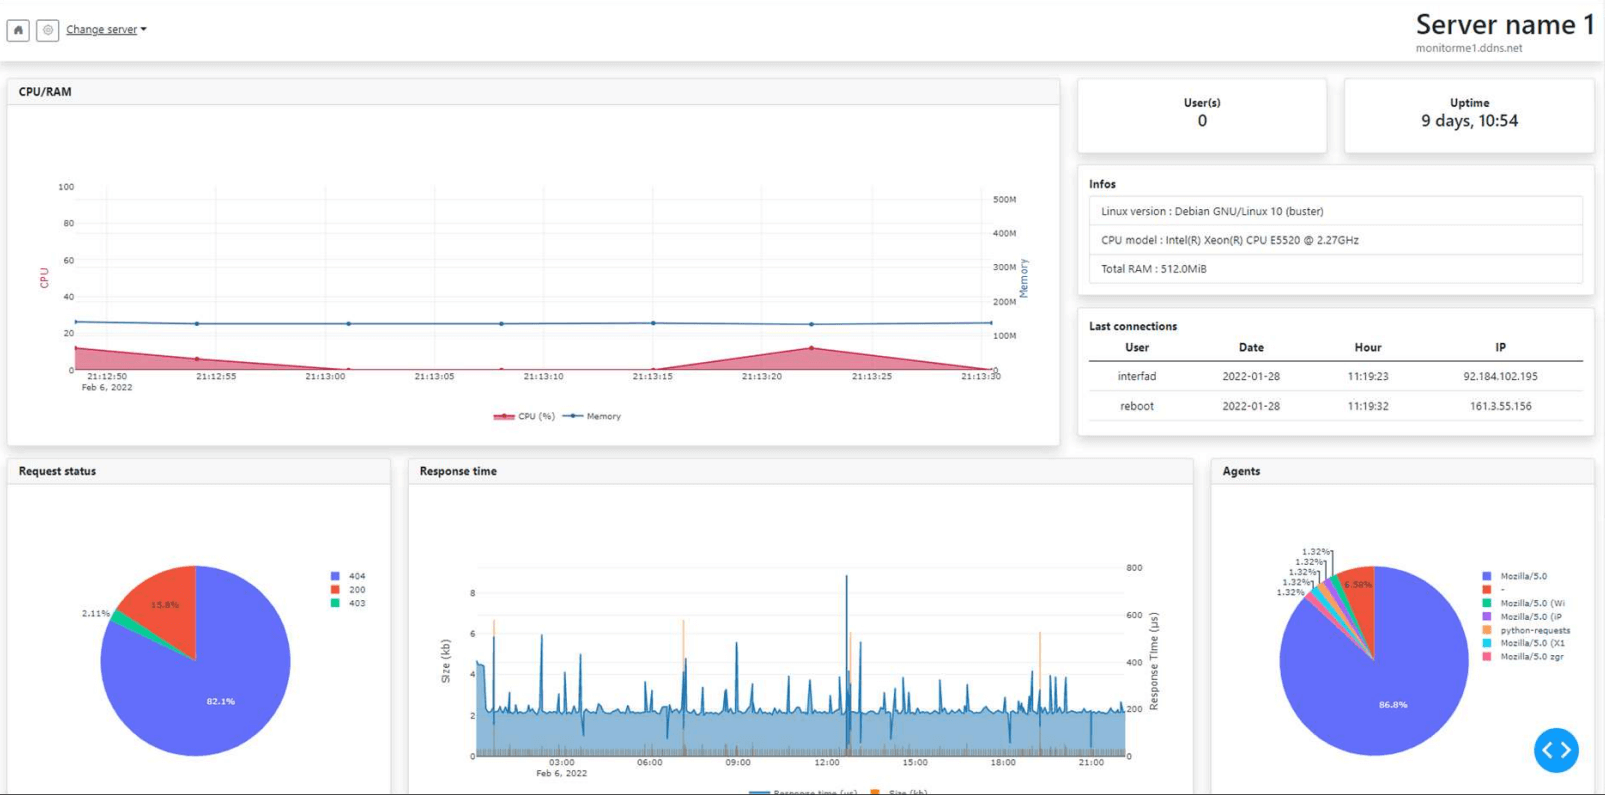 Change server
Server name 1
monitorme1.ddns.net
CPU/RAM
100
80
60
40
20
0
CPU
500M
400M
300M
200M
100M
0
Memory
21:12:50 21:12:55 21:13:00 21:13:05 21:13:10 21:13:15 21:13:20 21:13:25 21:13:30
Feb 6, 2022
CPU (%) Memory
User(s)
0
Uptime
9 days, 10:54
Infos
Linux version : Debian GNU/Linux 10 (buster)
CPU model : Intel(R) Xeon(R) CPU E5520 @ 2.27GHz
Total RAM : 512.0MiB
Last connections
User Date Hour IP
interfad 2022-01-28 11:19:23 92.184.102.195
reboot 2022-01-28 11:19:32 161.3.55.156
Request status
2.11%
15.8%
82.1%
404
200
403
Response time
8
6
4
2
0
Size (kb)
800
600
400
200
0
Response Time (µs)
03:00 06:00 09:00 12:00 15:00 18:00 21:00
Feb 6, 2022
Response time (µs) Size (kb)
Agents
1.32%
1.32%
1.32%
1.32%
1.32%
6.58%
86.8%
Mozilla/5.0
-
Mozilla/5.0 (Wi
Mozilla/5.0 (iP
python-requests
Mozilla/5.0 (X1
Mozilla/5.0 zgr